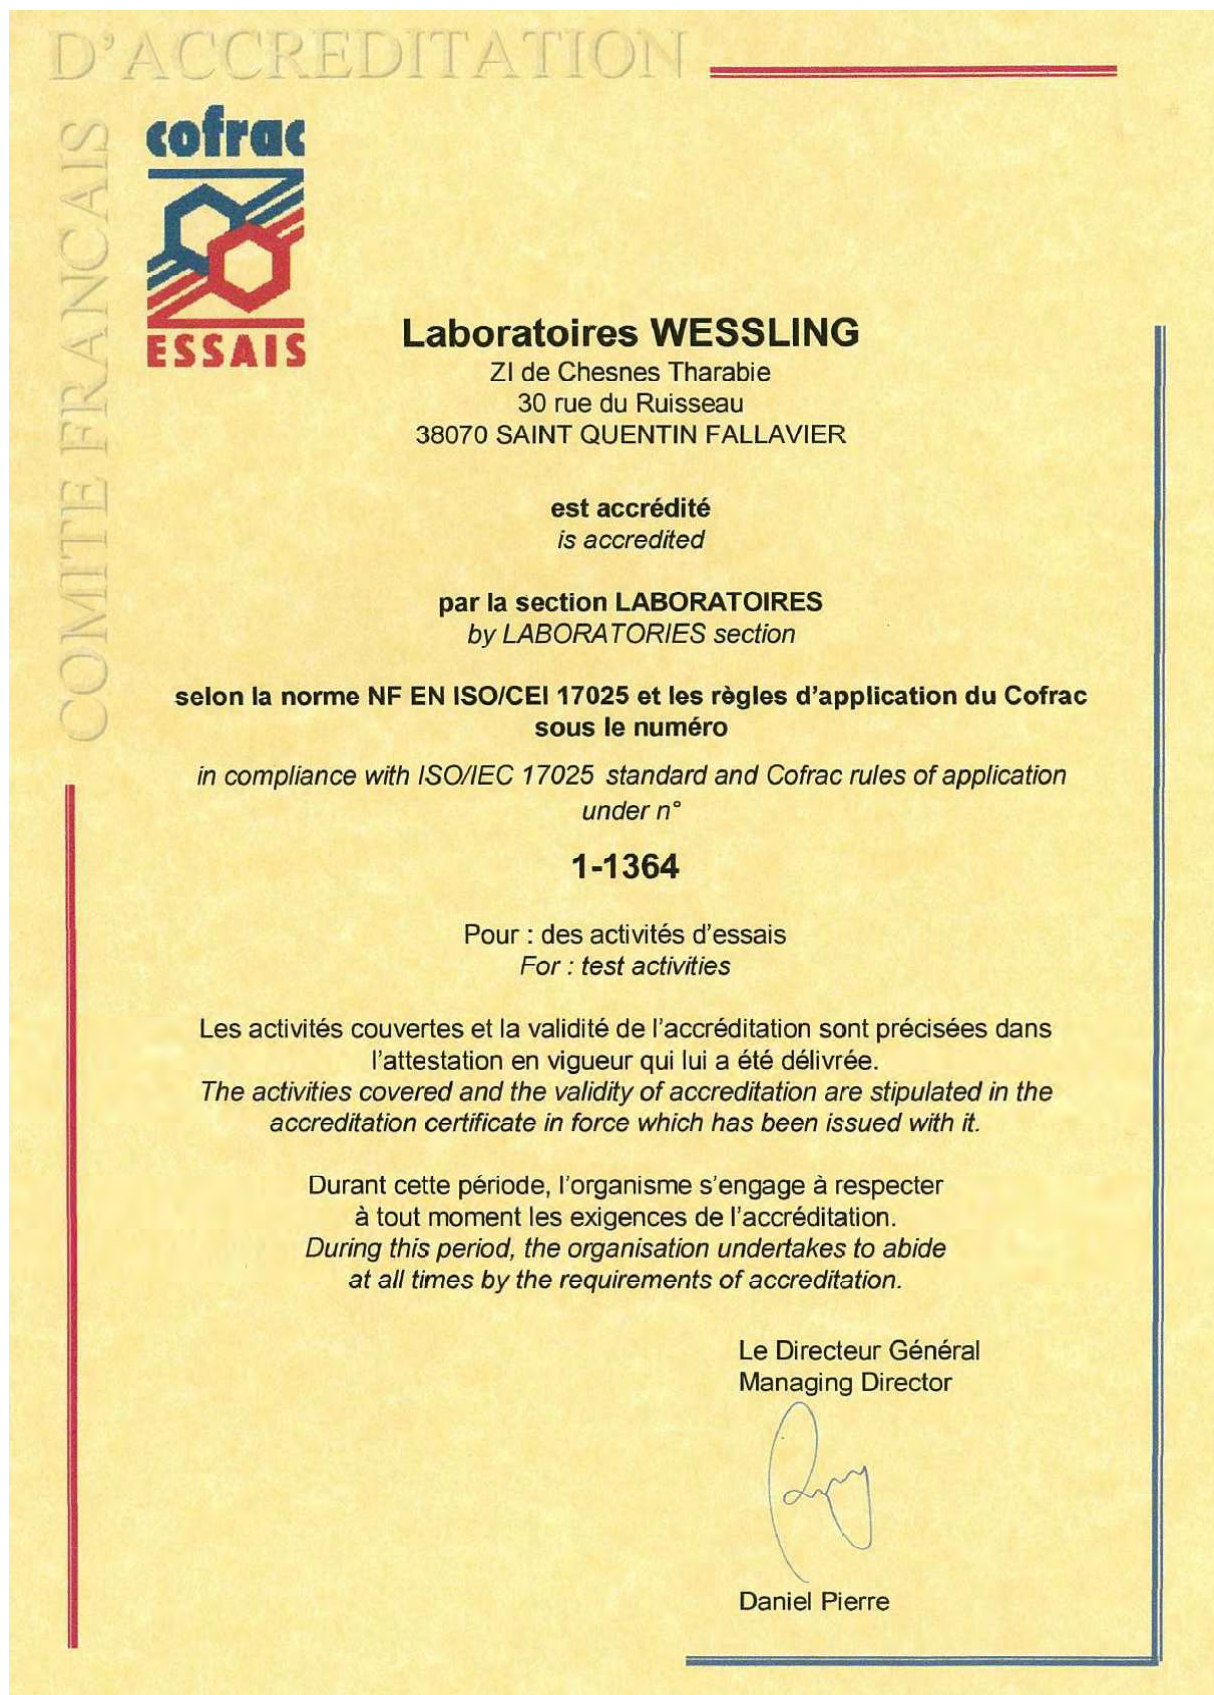 COMITE FRANCAIS
D'ACCREDITATION
cofrac
ESSAIS
Laboratoires WESSLING
ZI de Chesnes Tharabie
30 rue du Ruisseau
38070 SAINT QUENTIN FALLAVIER
est accrédité
is accredited
par la section LABORATOIRES
by LABORATORIES section
selon la norme NF EN ISO/CEI 17025 et les règles d'application du Cofrac
sous le numéro
in compliance with ISO/IEC 17025 standard and Cofrac rules of application
under n°
1-1364
Pour : des activités d'essais
For : test activities
Les activités couvertes et la validité de l'accréditation sont précisées dans
l'attestation en vigueur qui lui a été délivrée.
The activities covered and the validity of accreditation are stipulated in the
accreditation certificate in force which has been issued with it.
Durant cette période, l'organisme s'engage à respecter
à tout moment les exigences de l'accréditation.
During this period, the organisation undertakes to abide
at all times by the requirements of accreditation.
Le Directeur Général
Managing Director
Daniel Pierre